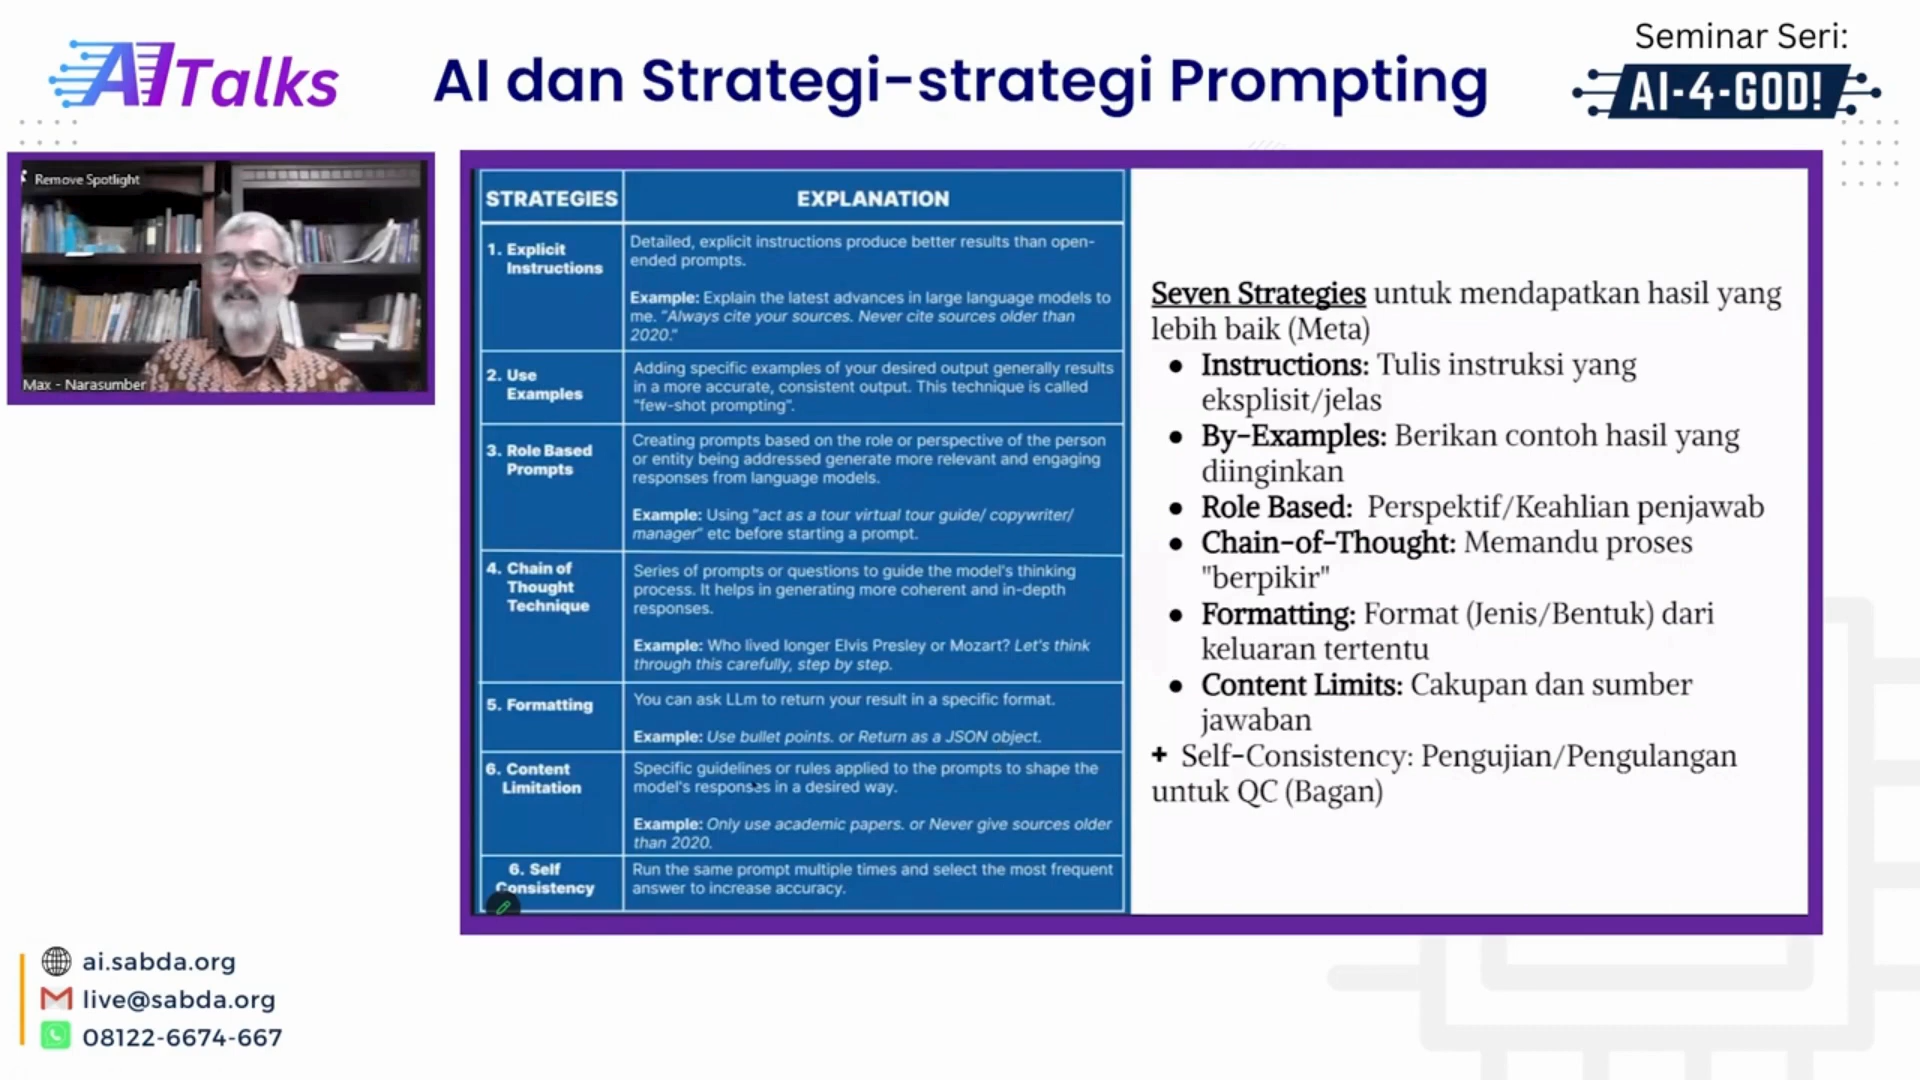 AI Talks
AI dan Strategi-strategi Prompting
Seminar Seri:
AI-4-GOD!
Remove Spotlight
Max - Narasumber
STRATEGIES
EXPLANATION
1. Explicit
Instructions
Detailed, explicit instructions produce better results than open-
ended prompts.
Example: Explain the latest advances in large language models to
me. "Always cite your sources. Never cite sources older than
2020."
2. Use
Examples
Adding specific examples of your desired output generally results
in a more accurate, consistent output. This technique is called
"few-shot prompting".
3. Role Based
Prompts
Creating prompts based on the role or perspective of the person
or entity being addressed generate more relevant and engaging
responses from language models.
Example: Using "act as a tour virtual tour guide/ copywriter/
manager" etc before starting a prompt.
4. Chain of
Thought
Technique
Series of prompts or questions to guide the model's thinking
process. It helps in generating more coherent and in-depth
responses.
Example: Who lived longer Elvis Presley or Mozart? Let's think
through this carefully, step by step.
5. Formatting
You can ask LLm to return your result in a specific format.
Example: Use bullet points. or Return as a JSON object.
6. Content
Limitation
Specific guidelines or rules applied to the prompts to shape the
model's responses in a desired way.
Example: Only use academic papers. or Never give sources older
than 2020.
6. Self
Consistency
Run the same prompt multiple times and select the most frequent
answer to increase accuracy.
Seven Strategies untuk mendapatkan hasil yang
lebih baik (Meta)
• Instructions: Tulis instruksi yang
eksplisit/jelas
• By-Examples: Berikan contoh hasil yang
diinginkan
• Role Based: Perspektif/Keahlian penjawab
• Chain-of-Thought: Memandu proses
"berpikir"
• Formatting: Format (Jenis/Bentuk) dari
keluaran tertentu
• Content Limits: Cakupan dan sumber
jawaban
+ Self-Consistency: Pengujian/Pengulangan
untuk QC (Bagan)
ai.sabda.org
live@sabda.org
08122-6674-667